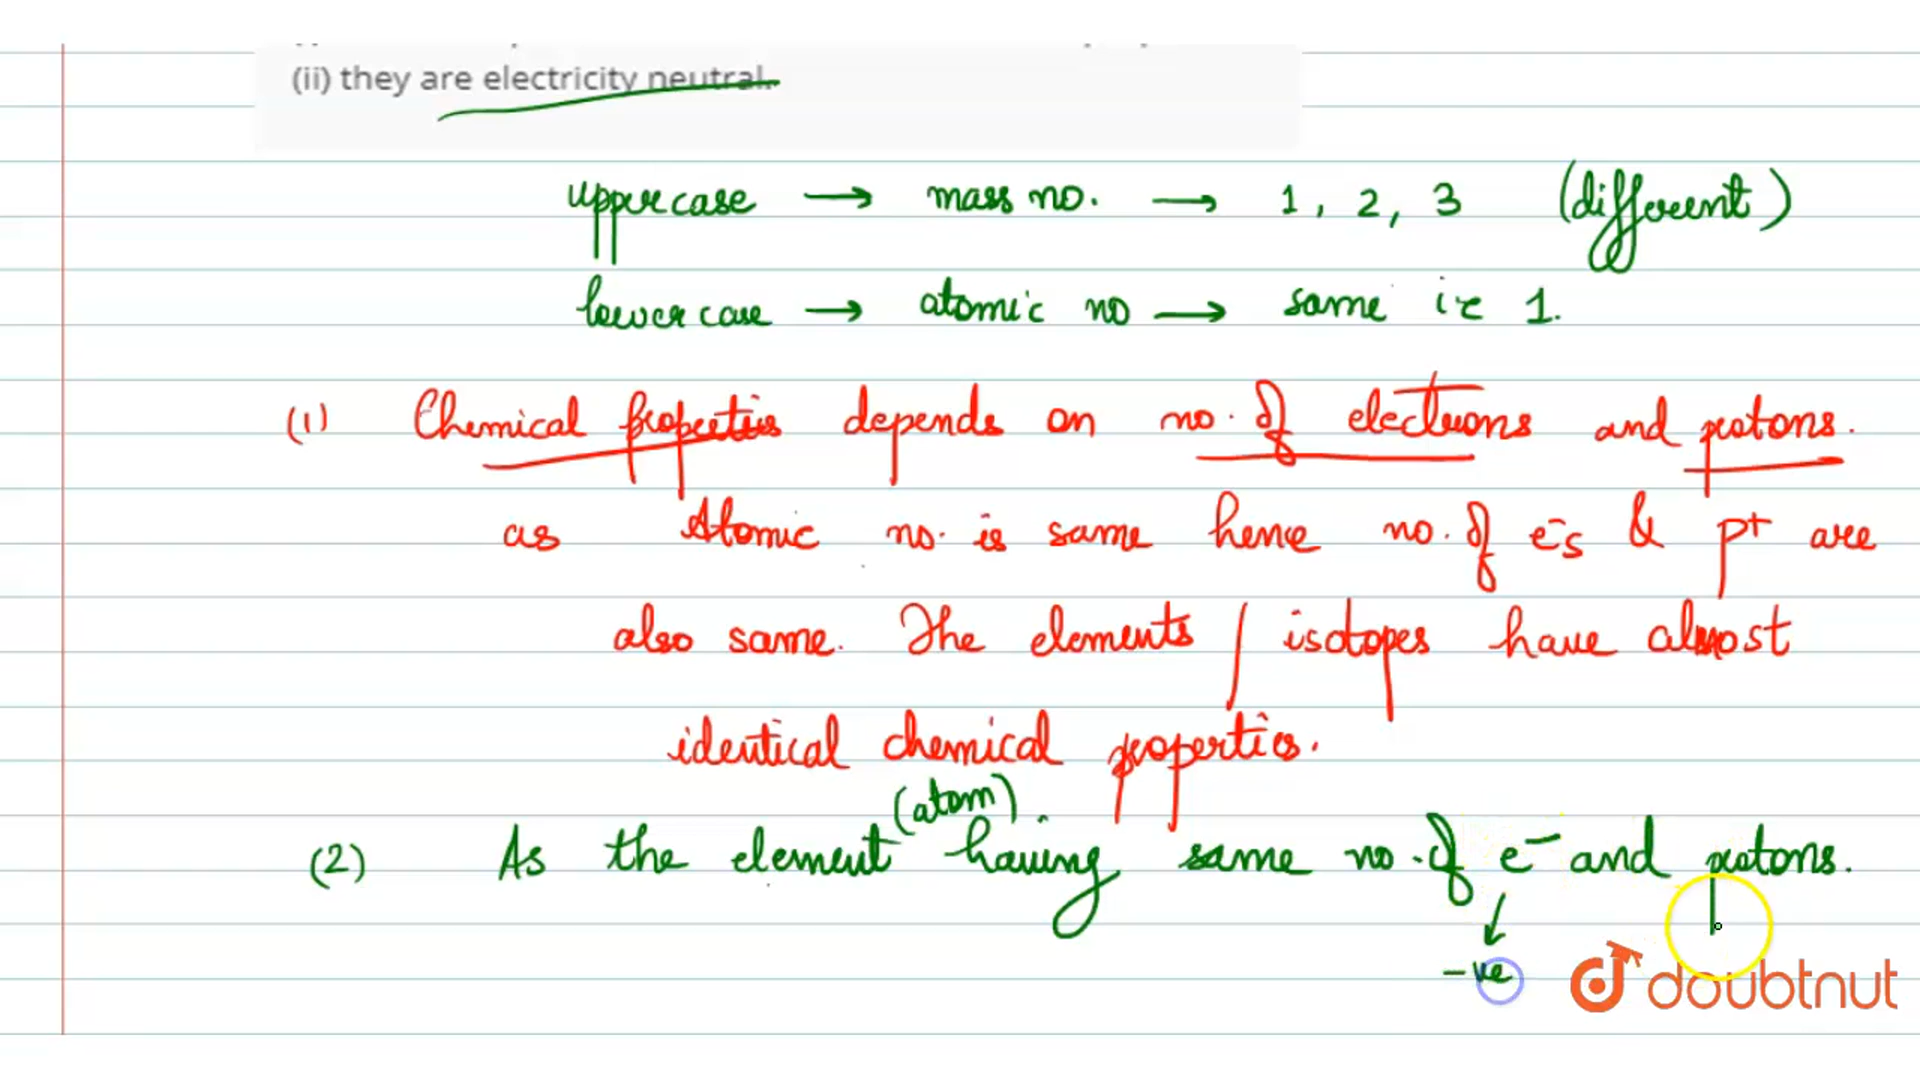 (ii) they are electricity neutral.
uppercase → mass no. → 1, 2, 3 (different)
lowercase → atomic no → same ie 1.
(1) Chemical properties depends on no. of electrons and protons.
as Atomic no. is same hence no. of e⁻s & p⁺ are
also same. The elements / isotopes have almost
identical chemical properties.
(atom)
(2) As the element having same no. of e⁻ and protons.
↓
-ve
doubtnut